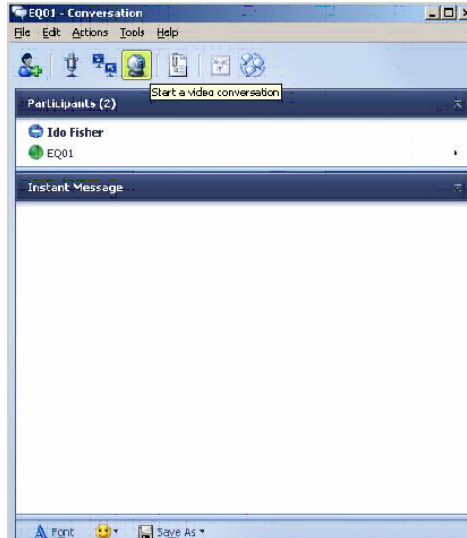 EQ01 - Conversation
File Edit Actions Tools Help
Start a video conversation
Participants (2)
Ido Fisher
EQ01
Instant Message
Font Save As